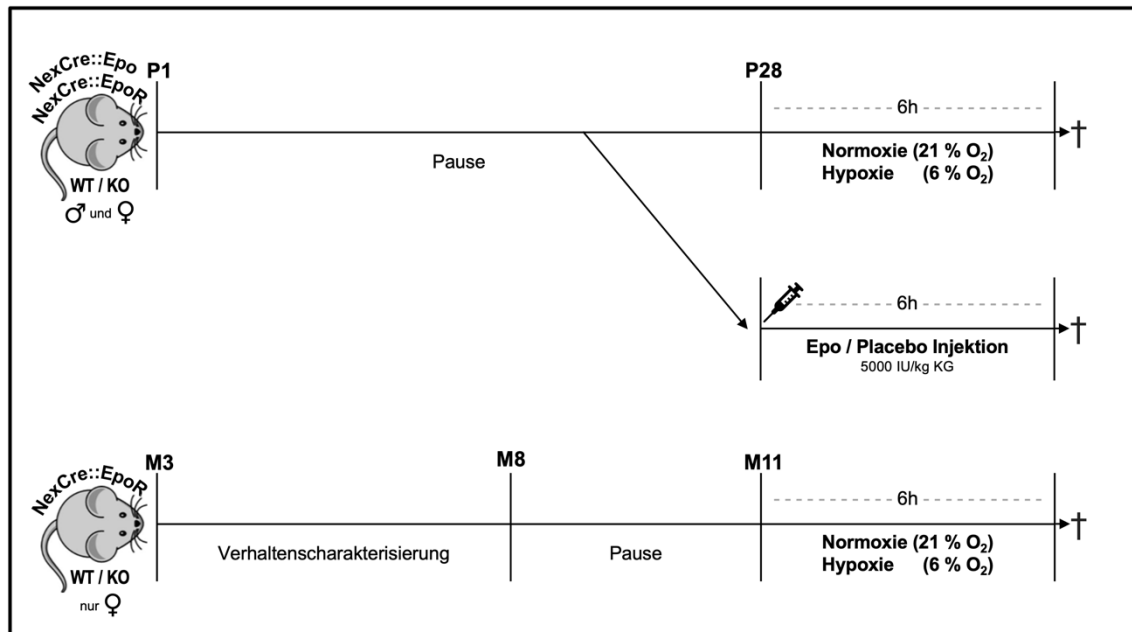 NexCre::Epo
NexCre::EpoR
P1
P28
6h
Pause
Normoxie (21 % O₂)
Hypoxie (6 % O₂)
†
WT / KO
♂ und ♀
6h
Epo / Placebo Injektion
5000 IU/kg KG
†
NexCre::EpoR
M3
M8
M11
6h
Verhaltenscharakterisierung
Pause
Normoxie (21 % O₂)
Hypoxie (6 % O₂)
†
WT / KO
nur ♀